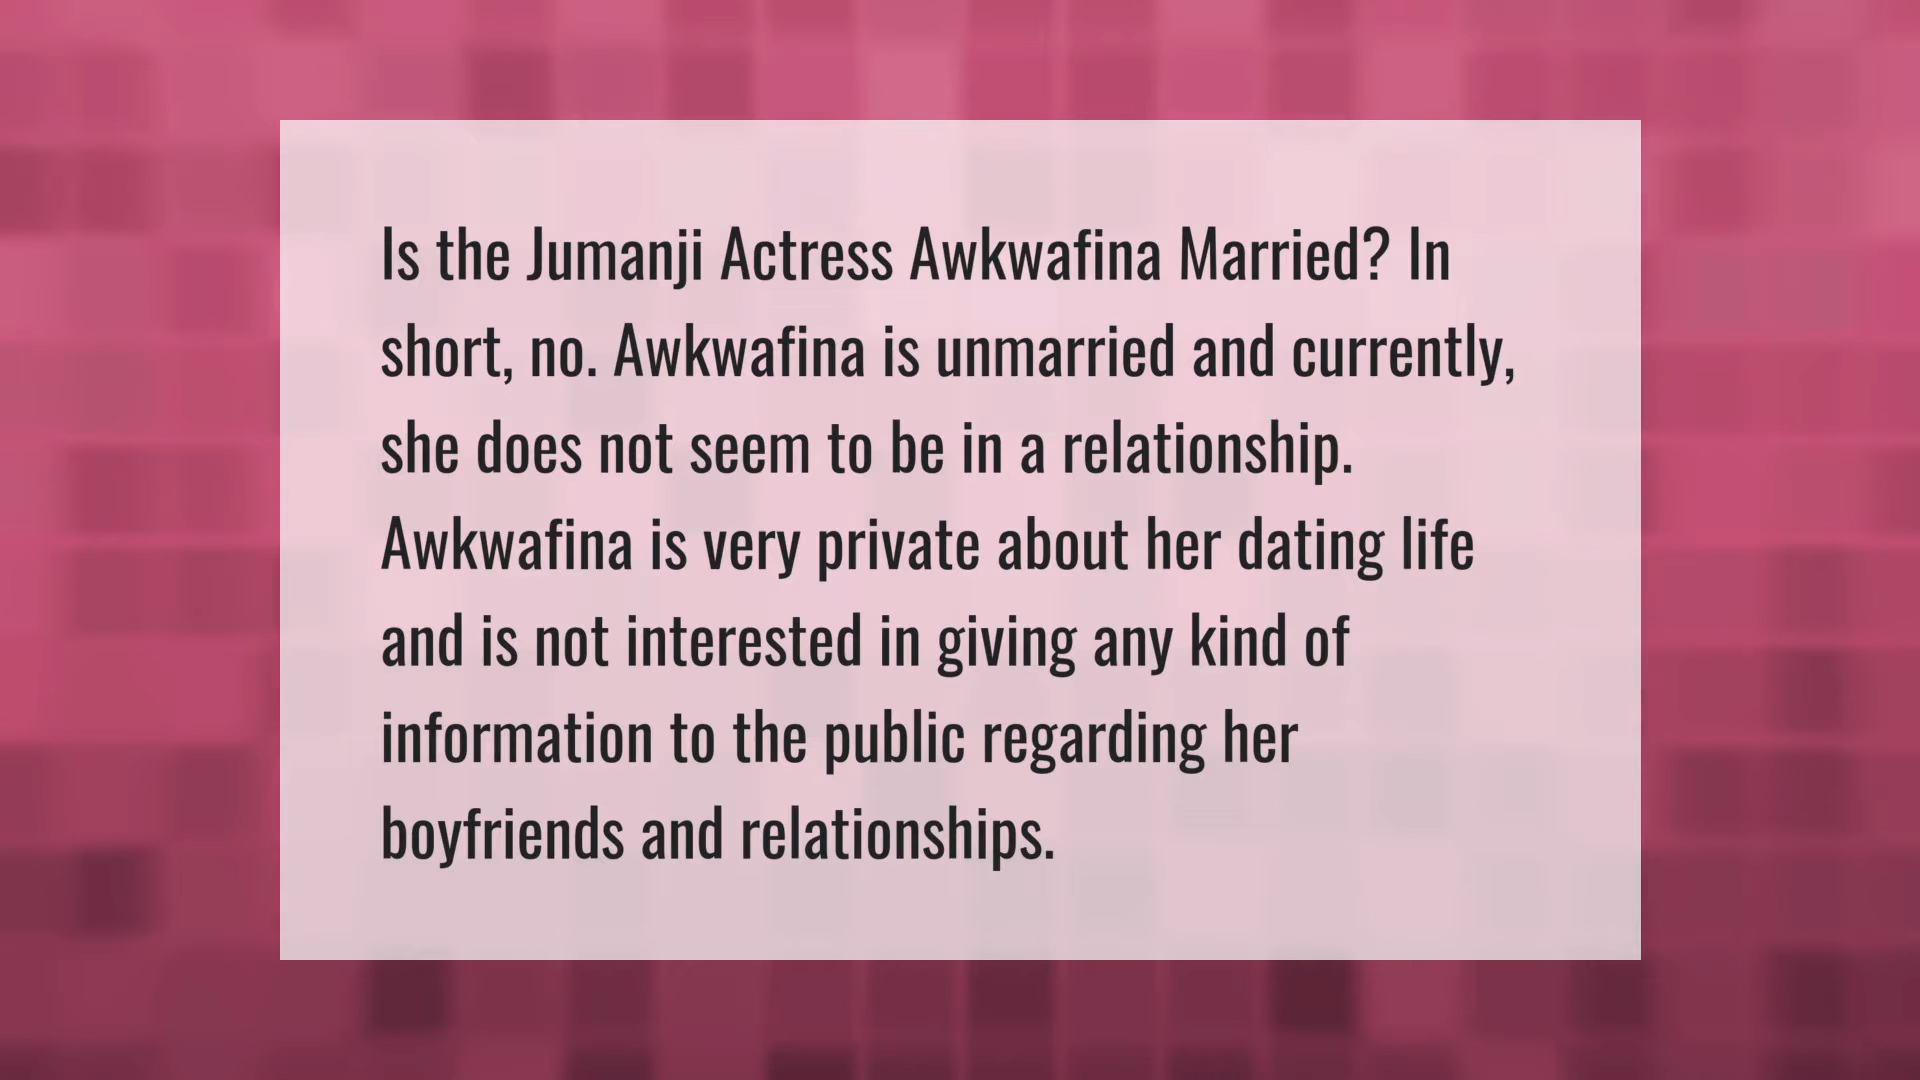 Is the Jumanji Actress Awkwafina Married? In
short, no. Awkwafina is unmarried and currently,
she does not seem to be in a relationship.
Awkwafina is very private about her dating life
and is not interested in giving any kind of
information to the public regarding her
boyfriends and relationships.